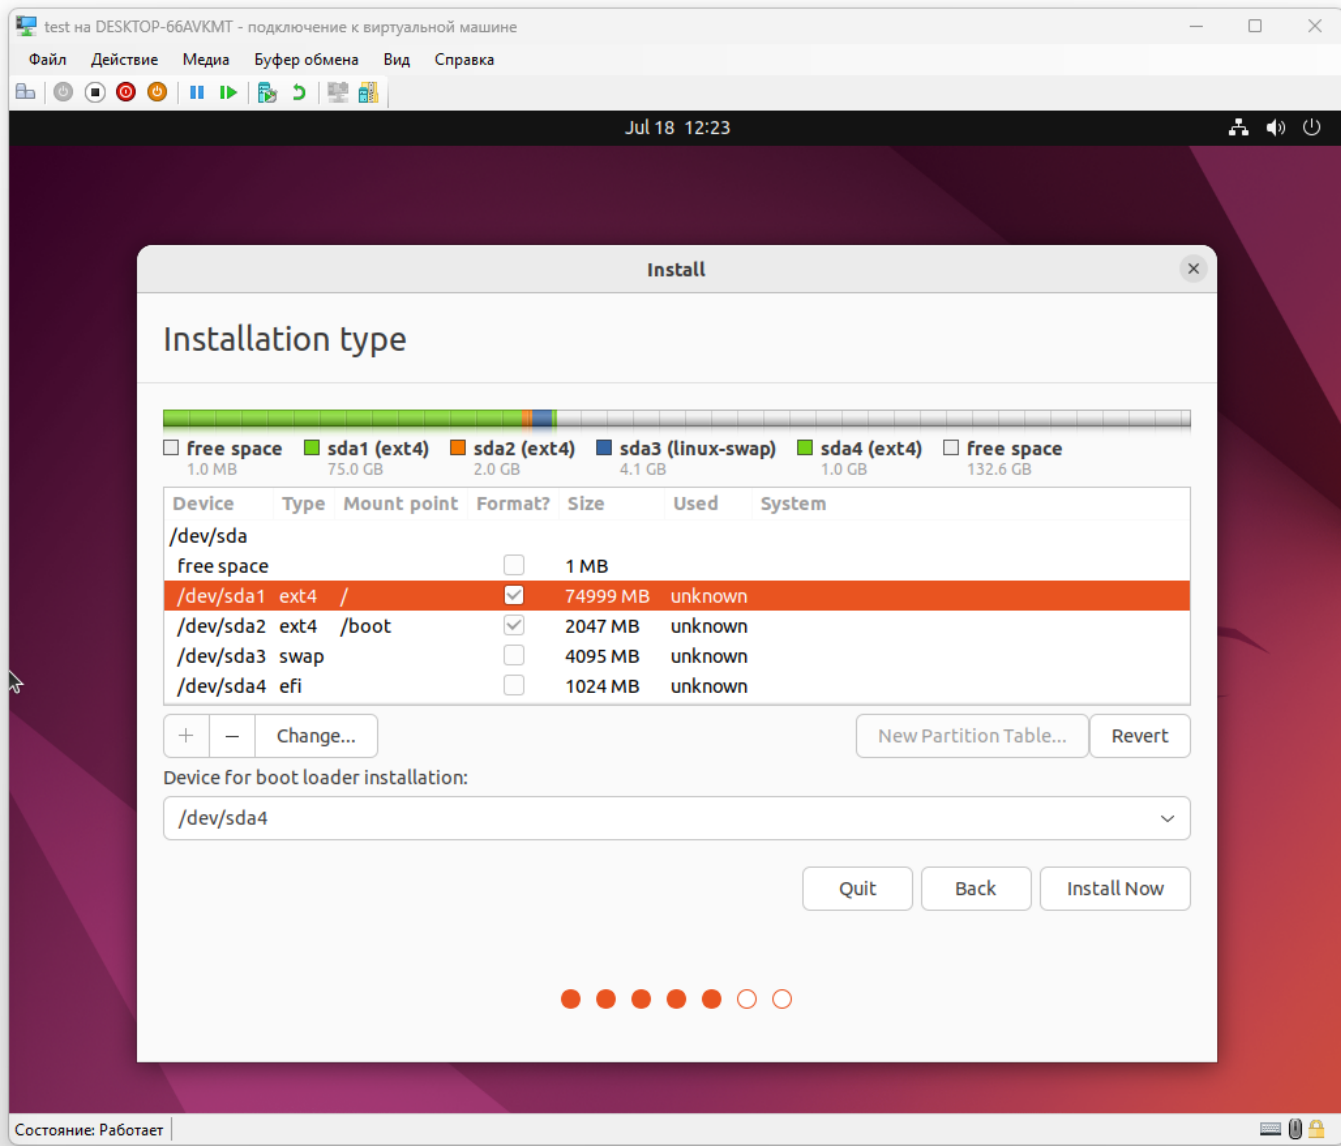 test на DESKTOP-66AVKMT - подключение к виртуальной машине
Файл Действие Медиа Буфер обмена Вид Справка
Jul 18 12:23
Install
Installation type
free space sda1 (ext4) sda2 (ext4) sda3 (linux-swap) sda4 (ext4) free space
1.0 MB 75.0 GB 2.0 GB 4.1 GB 1.0 GB 132.6 GB
Device Type Mount point Format? Size Used System
/dev/sda
free space 1 MB
/dev/sda1 ext4 / 74999 MB unknown
/dev/sda2 ext4 /boot 2047 MB unknown
/dev/sda3 swap 4095 MB unknown
/dev/sda4 efi 1024 MB unknown
+ − Change... New Partition Table... Revert
Device for boot loader installation:
/dev/sda4
Quit Back Install Now
Состояние: Работает